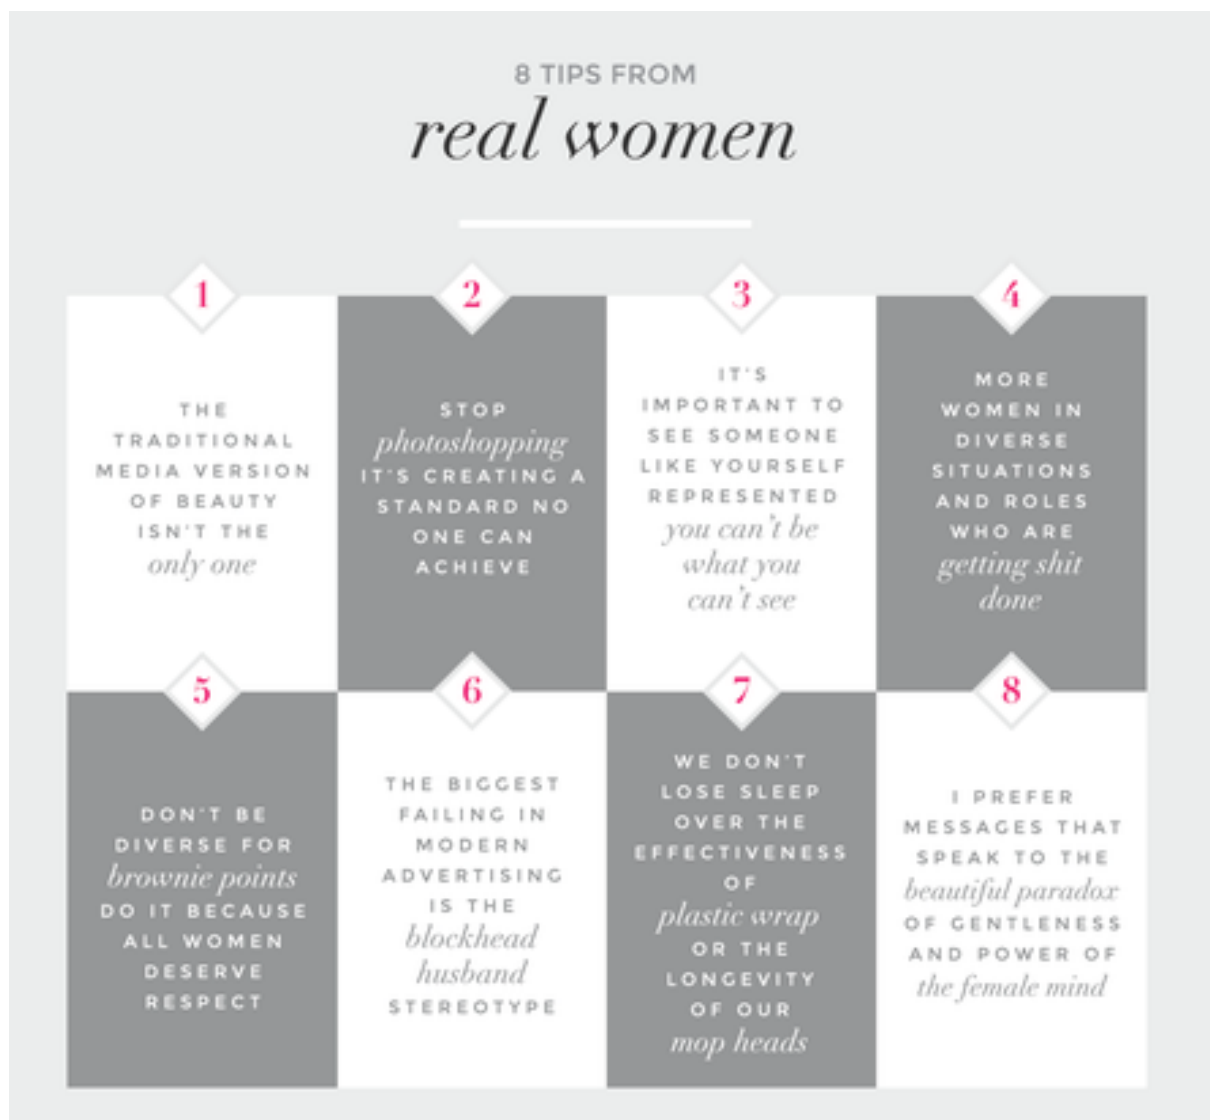 8 TIPS FROM
real women
1
THE
TRADITIONAL
MEDIA VERSION
OF BEAUTY
ISN'T THE
only one
2
STOP
photoshopping
IT'S CREATING A
STANDARD NO
ONE CAN
ACHIEVE
3
IT'S
IMPORTANT TO
SEE SOMEONE
LIKE YOURSELF
REPRESENTED
you can't be
what you
can't see
4
MORE
WOMEN IN
DIVERSE
SITUATIONS
AND ROLES
WHO ARE
getting shit
done
5
DON'T BE
DIVERSE FOR
brownie points
DO IT BECAUSE
ALL WOMEN
DESERVE
RESPECT
6
THE BIGGEST
FAILING IN
MODERN
ADVERTISING
IS THE
blockhead
husband
STEREOTYPE
7
WE DON'T
LOSE SLEEP
OVER THE
EFFECTIVENESS
OF
plastic wrap
OR THE
LONGEVITY
OF OUR
mop heads
8
I PREFER
MESSAGES THAT
SPEAK TO THE
beautiful paradox
OF GENTLENESS
AND POWER OF
the female mind